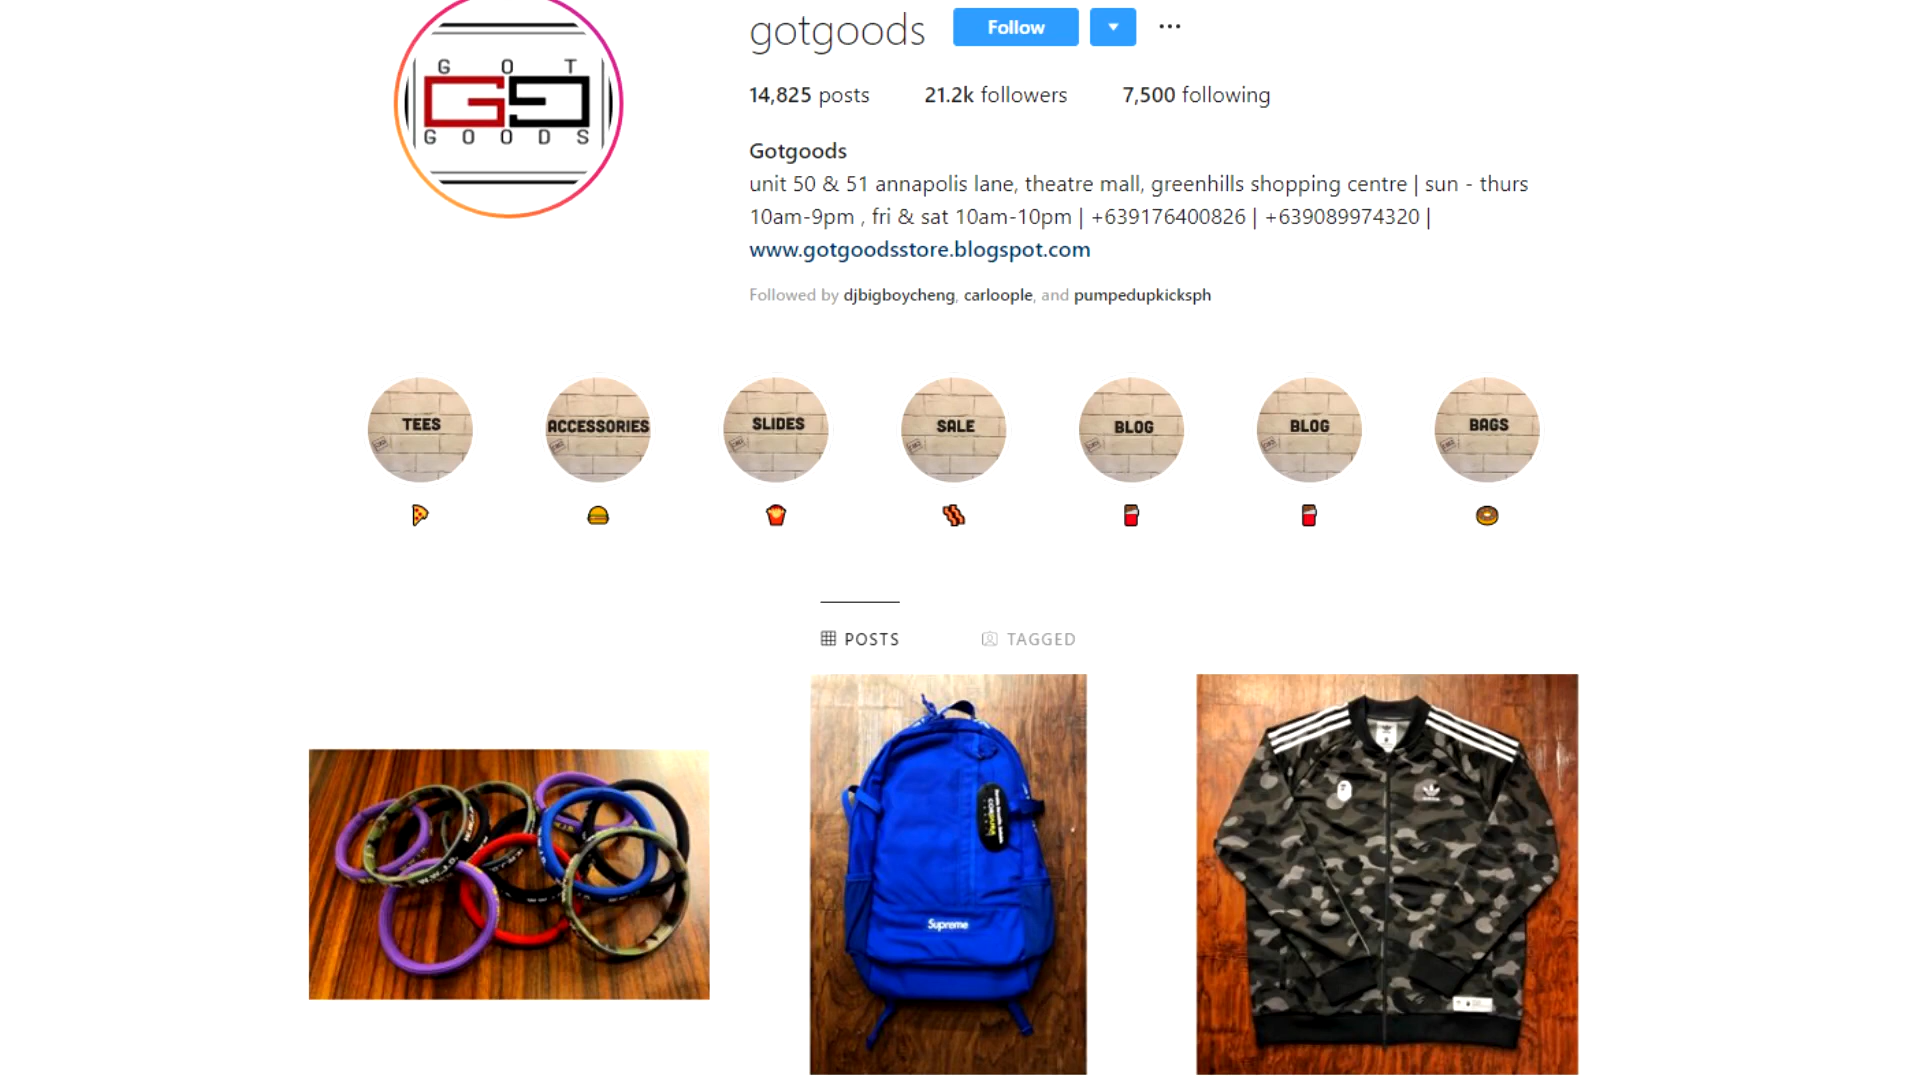 G O T
GG
G O O D S
gotgoods
Follow
14,825 posts 21.2k followers 7,500 following
Gotgoods
unit 50 & 51 annapolis lane, theatre mall, greenhills shopping centre | sun - thurs
10am-9pm , fri & sat 10am-10pm | +639176400826 | +639089974320 |
www.gotgoodsstore.blogspot.com
Followed by djbigboycheng, carloople, and pumpedupkicksph
TEES ACCESSORIES SLIDES SALE BLOG BLOG BAGS
POSTS TAGGED
W.W.J.D.
CORDURA
Supreme